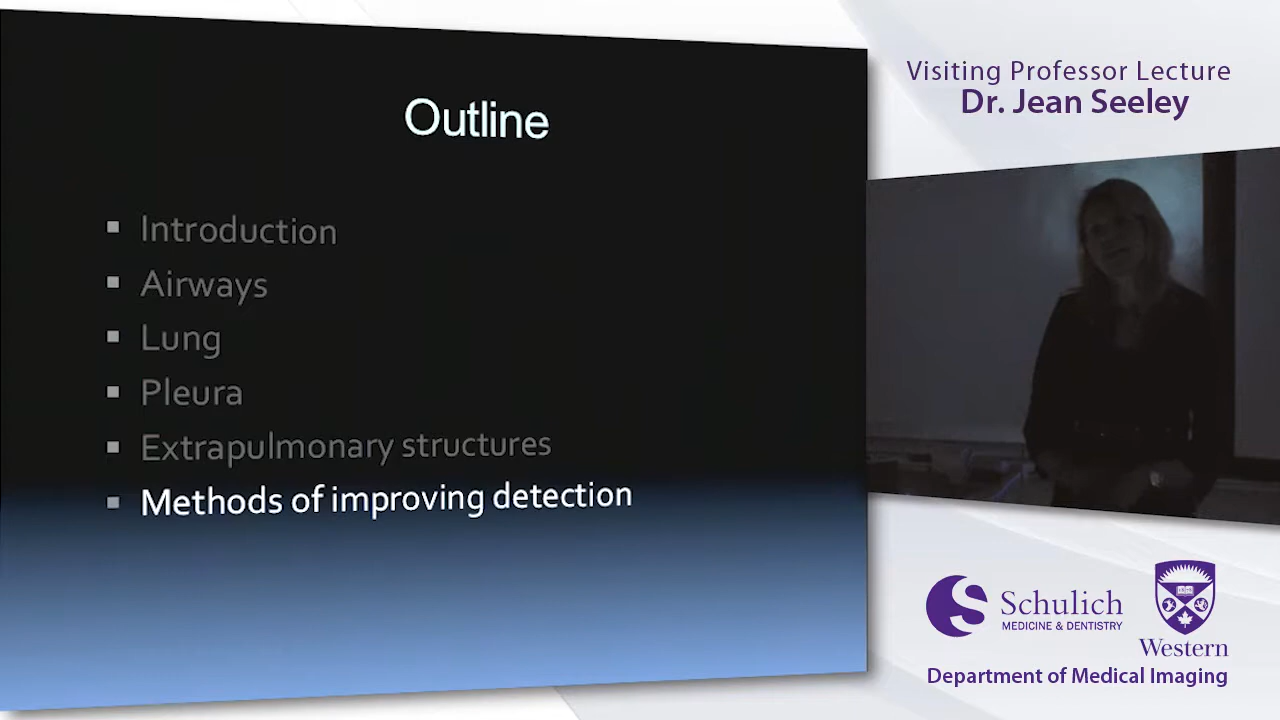 Outline
Introduction
Airways
Lung
Pleura
Extrapulmonary structures
Methods of improving detection
Visiting Professor Lecture
Dr. Jean Seeley
Schulich
MEDICINE & DENTISTRY
Western
Department of Medical Imaging